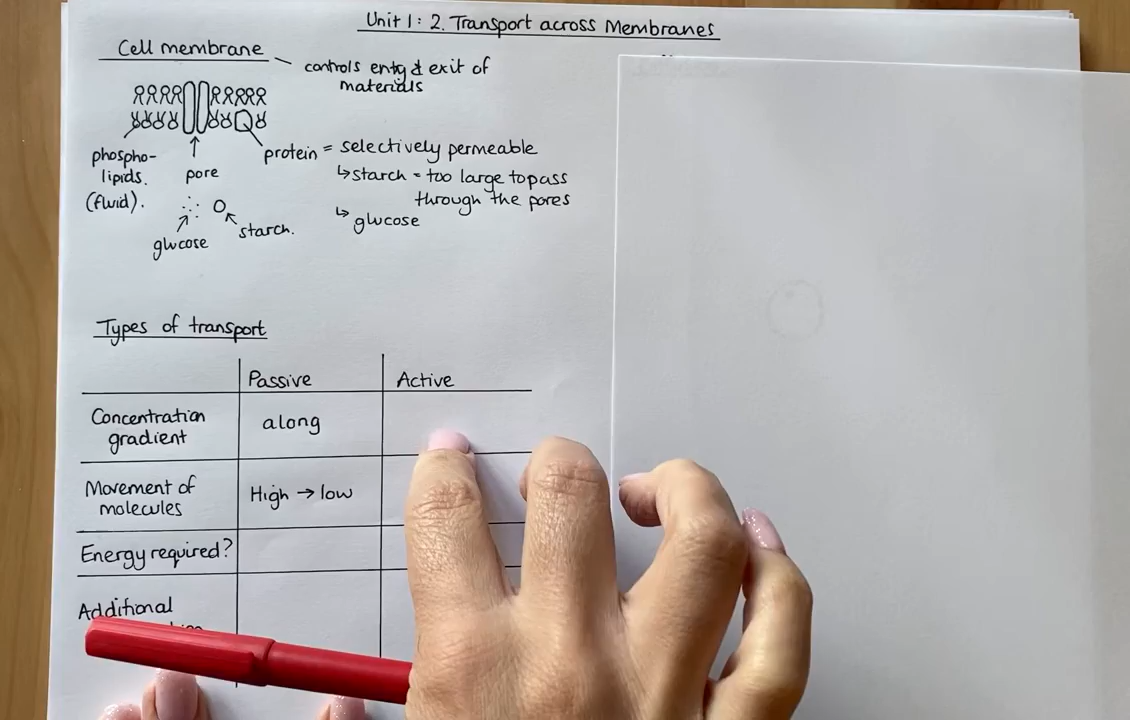 Unit 1: 2. Transport across Membranes
Cell membrane
controls entry & exit of
materials
phospho-
lipids.
(fluid).
pore
protein = selectively permeable
↳ starch = too large to pass
through the pores
↳ glucose
glucose
starch.
Types of transport
Passive
Active
Concentration
gradient
along
Movement of
molecules
High → low
Energy required?
Additional